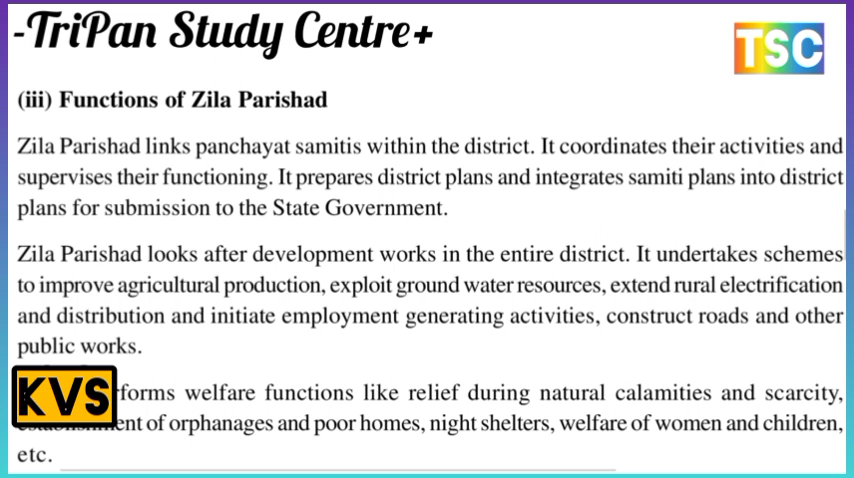 -TriPan Study Centre+
TSC
(iii) Functions of Zila Parishad
Zila Parishad links panchayat samitis within the district. It coordinates their activities and
supervises their functioning. It prepares district plans and integrates samiti plans into district
plans for submission to the State Government.
Zila Parishad looks after development works in the entire district. It undertakes schemes
to improve agricultural production, exploit ground water resources, extend rural electrification
and distribution and initiate employment generating activities, construct roads and other
public works.
KVS
welfare functions like relief during natural calamities and scarcity,
of orphanages and poor homes, night shelters, welfare of women and children,
etc.